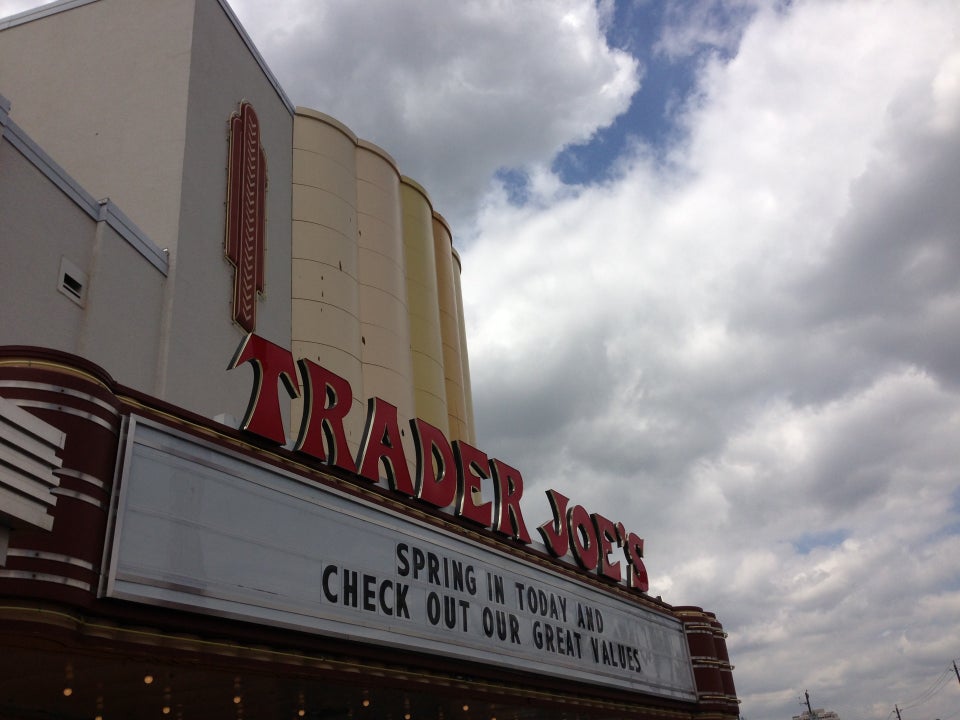 TRADER JOE'S
SPRING IN TODAY AND
CHECK OUT OUR GREAT VALUES